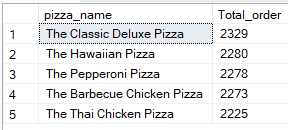 pizza_name Total_order
1 The Classic Deluxe Pizza 2329
2 The Hawaiian Pizza 2280
3 The Pepperoni Pizza 2278
4 The Barbecue Chicken Pizza 2273
5 The Thai Chicken Pizza 2225